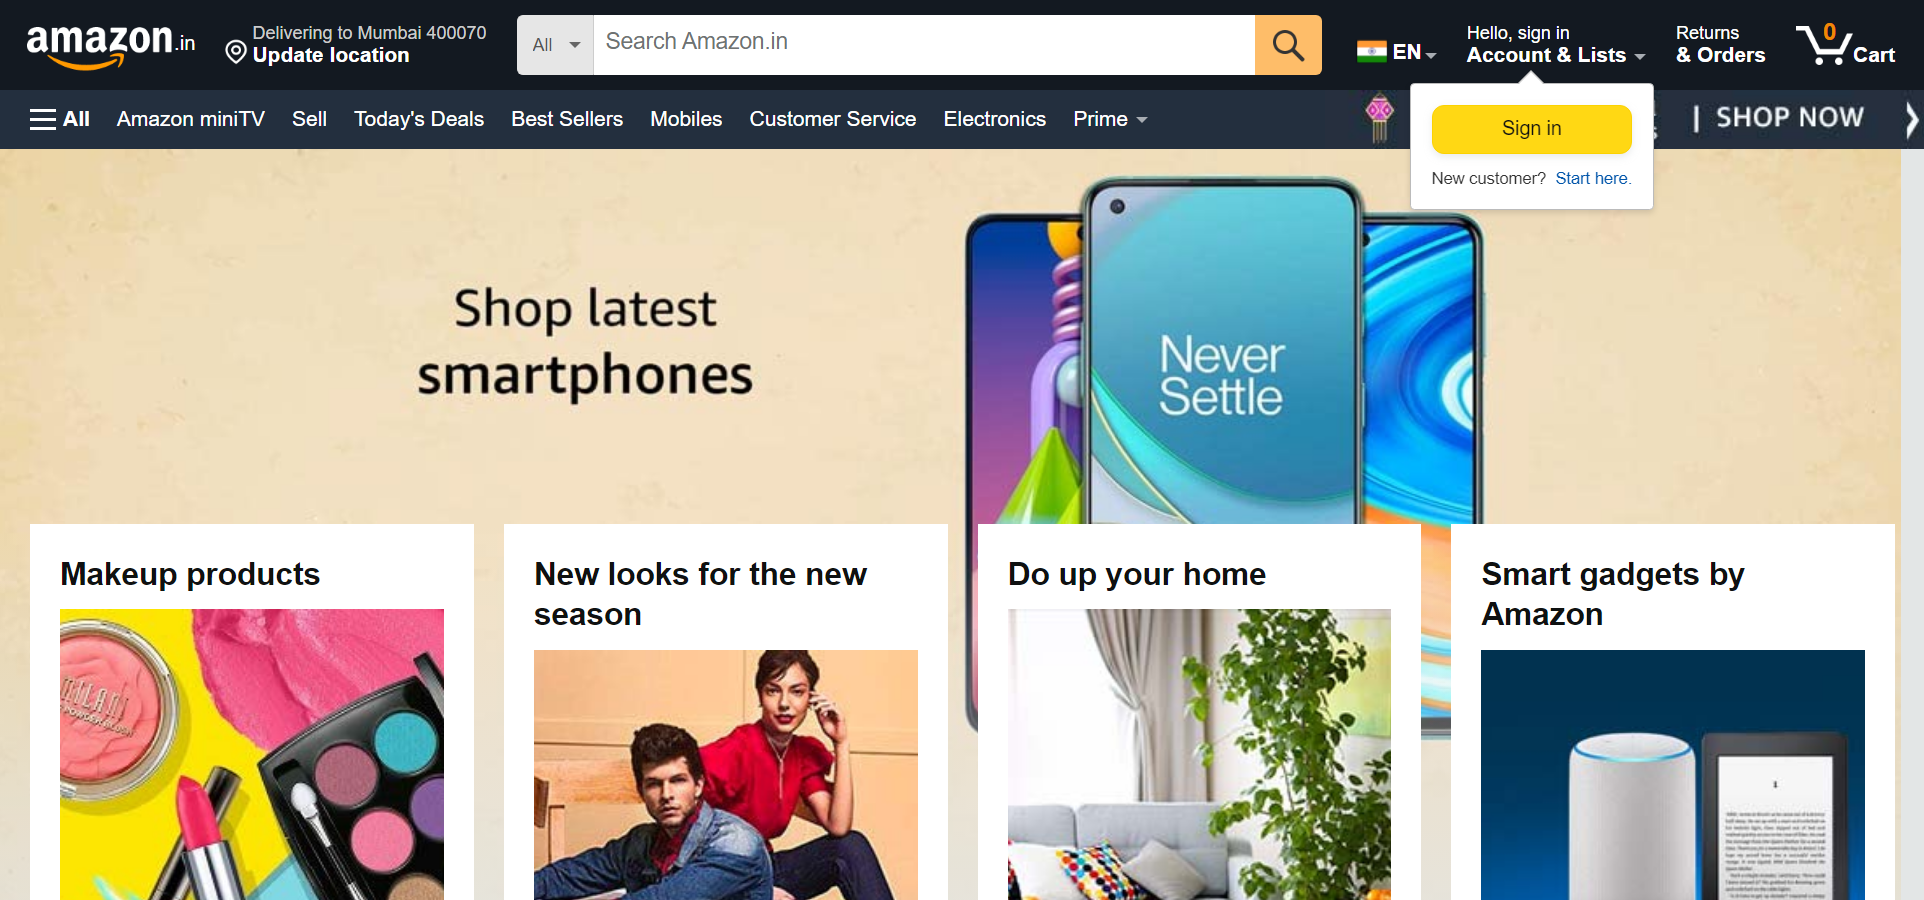 amazon.in
Delivering to Mumbai 400070
Update location
All
Search Amazon.in
EN
Hello, sign in
Account & Lists
Returns
& Orders
0
Cart
All
Amazon miniTV
Sell
Today's Deals
Best Sellers
Mobiles
Customer Service
Electronics
Prime
| SHOP NOW
Sign in
New customer? Start here.
Shop latest
smartphones
Never
Settle
Makeup products
New looks for the new
season
Do up your home
Smart gadgets by
Amazon
MILANI
POWDER BLUSH
1